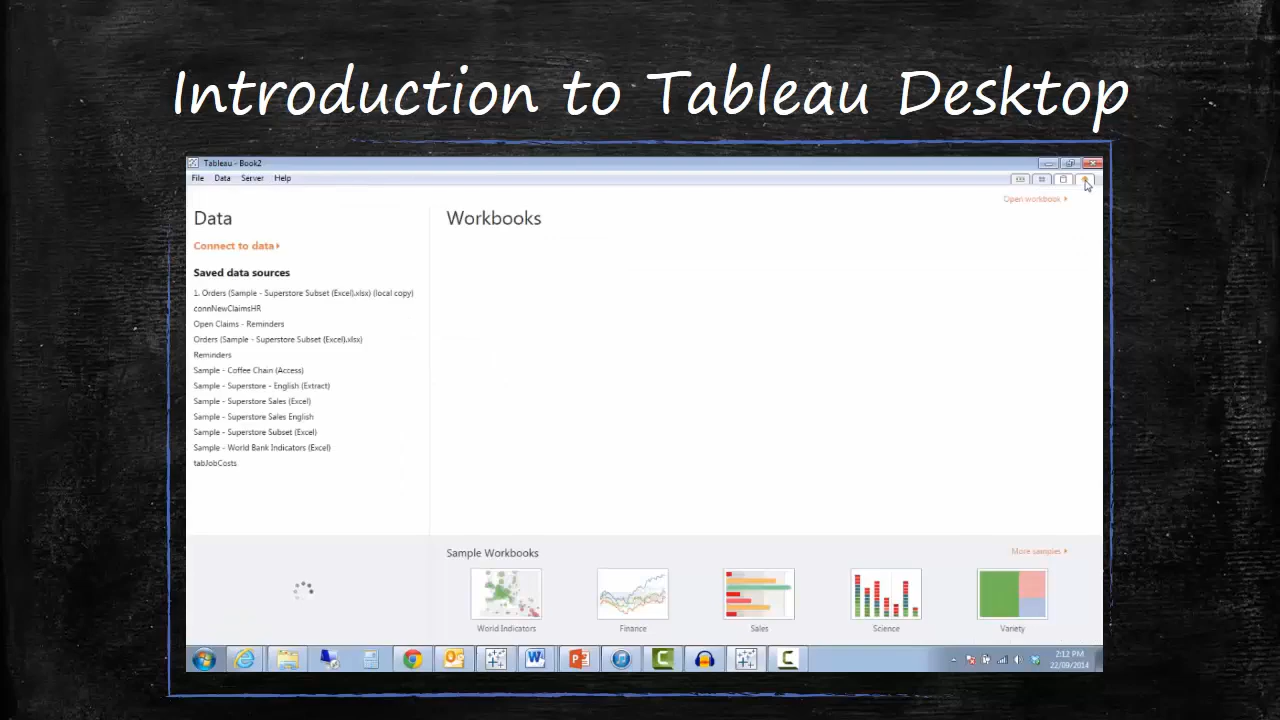 Introduction to Tableau Desktop
Tableau - Book2
File Data Server Help
Open workbook
Data
Workbooks
Connect to data
Saved data sources
1. Orders (Sample - Superstore Subset (Excel).xlsx) (local copy)
connNewClaimsHR
Open Claims - Reminders
Orders (Sample - Superstore Subset (Excel).xlsx)
Reminders
Sample - Coffee Chain (Access)
Sample - Superstore - English (Extract)
Sample - Superstore Sales (Excel)
Sample - Superstore Sales English
Sample - Superstore Subset (Excel)
Sample - World Bank Indicators (Excel)
tabJobCosts
Sample Workbooks
More samples
World Indicators Finance Sales Science Variety
2:12 PM
22/09/2014